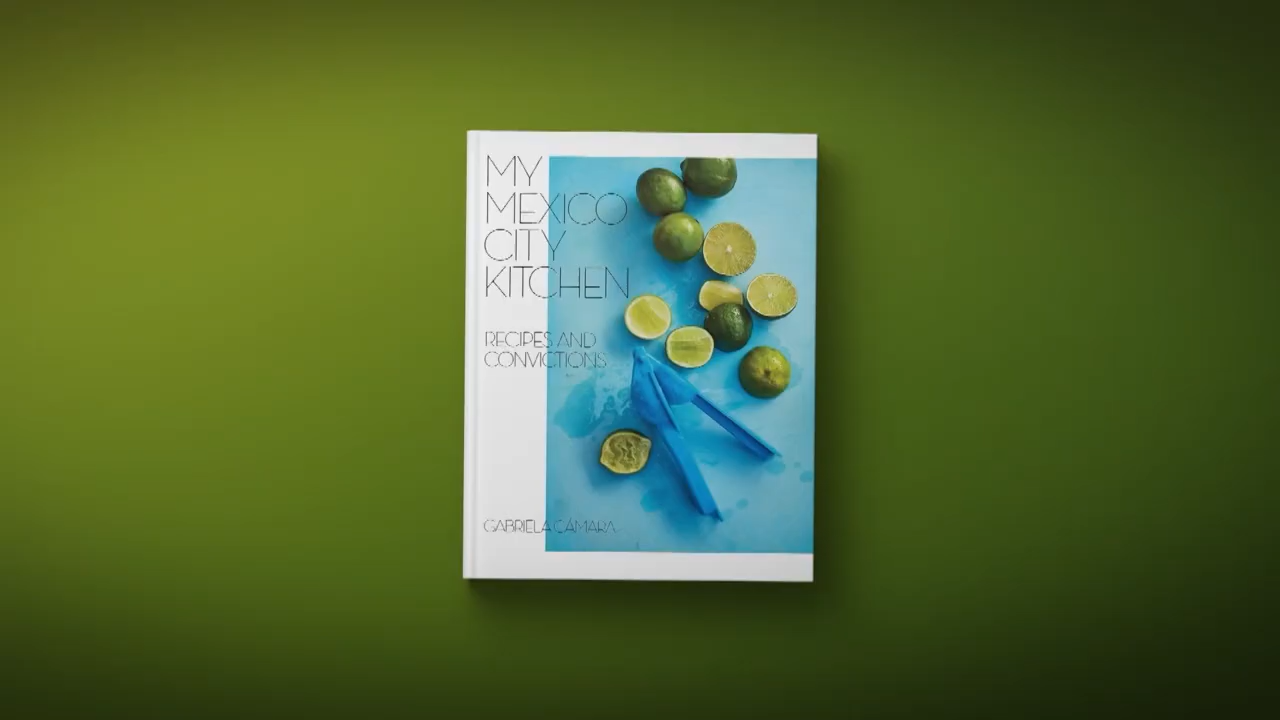 MY
MEXICO
CITY
KITCHEN
RECIPES AND
CONVICTIONS
GABRIELA CÁMARA